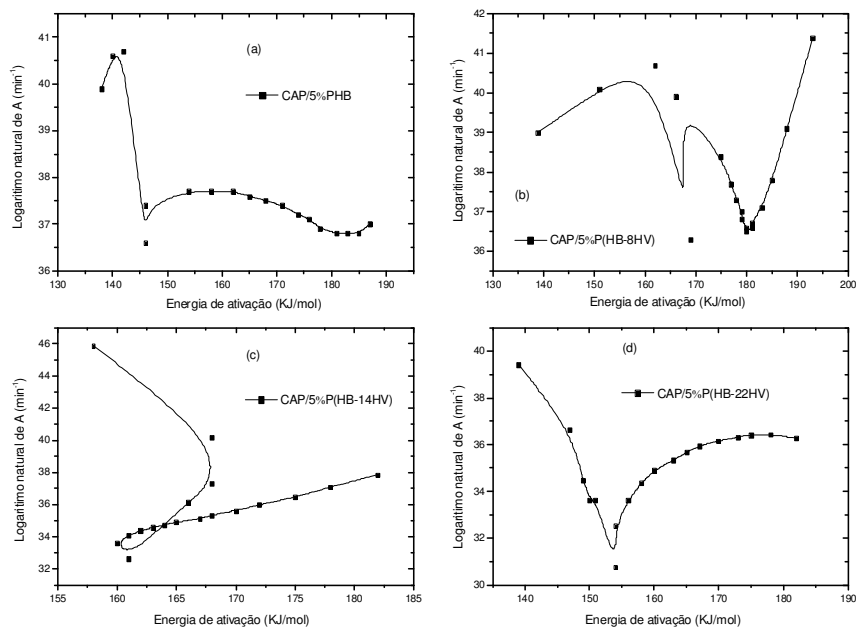 (a)
CAP/5%PHB
Logaritimo natural de A (min⁻¹)
41
40
39
38
37
36
130 140 150 160 170 180 190 200
Energia de ativação (KJ/mol)
(b)
CAP/5%P(HB-8HV)
Logaritimo natural de A (min⁻¹)
42
41
40
39
38
37
36
35
130 140 150 160 170 180 190 200
Energia de ativação (KJ/mol)
(c)
CAP/5%P(HB-14HV)
Logaritimo natural de A (min⁻¹)
46
44
42
40
38
36
34
32
155 160 165 170 175 180 185
Energia de ativação (KJ/mol)
(d)
CAP/5%P(HB-22HV)
Logaritimo natural de A (min⁻¹)
40
38
36
34
32
30
140 150 160 170 180 190
Energia de ativação (KJ/mol)